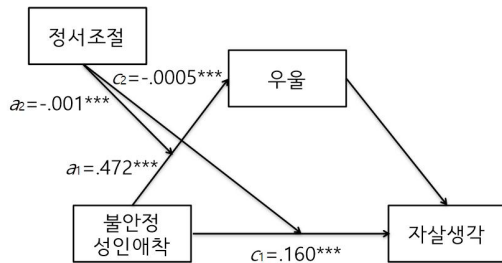 정서조절
c₂=-.0005***
우울
a₂=-.001***
a₁=.472***
불안정
성인애착
자살생각
c₁=.160***